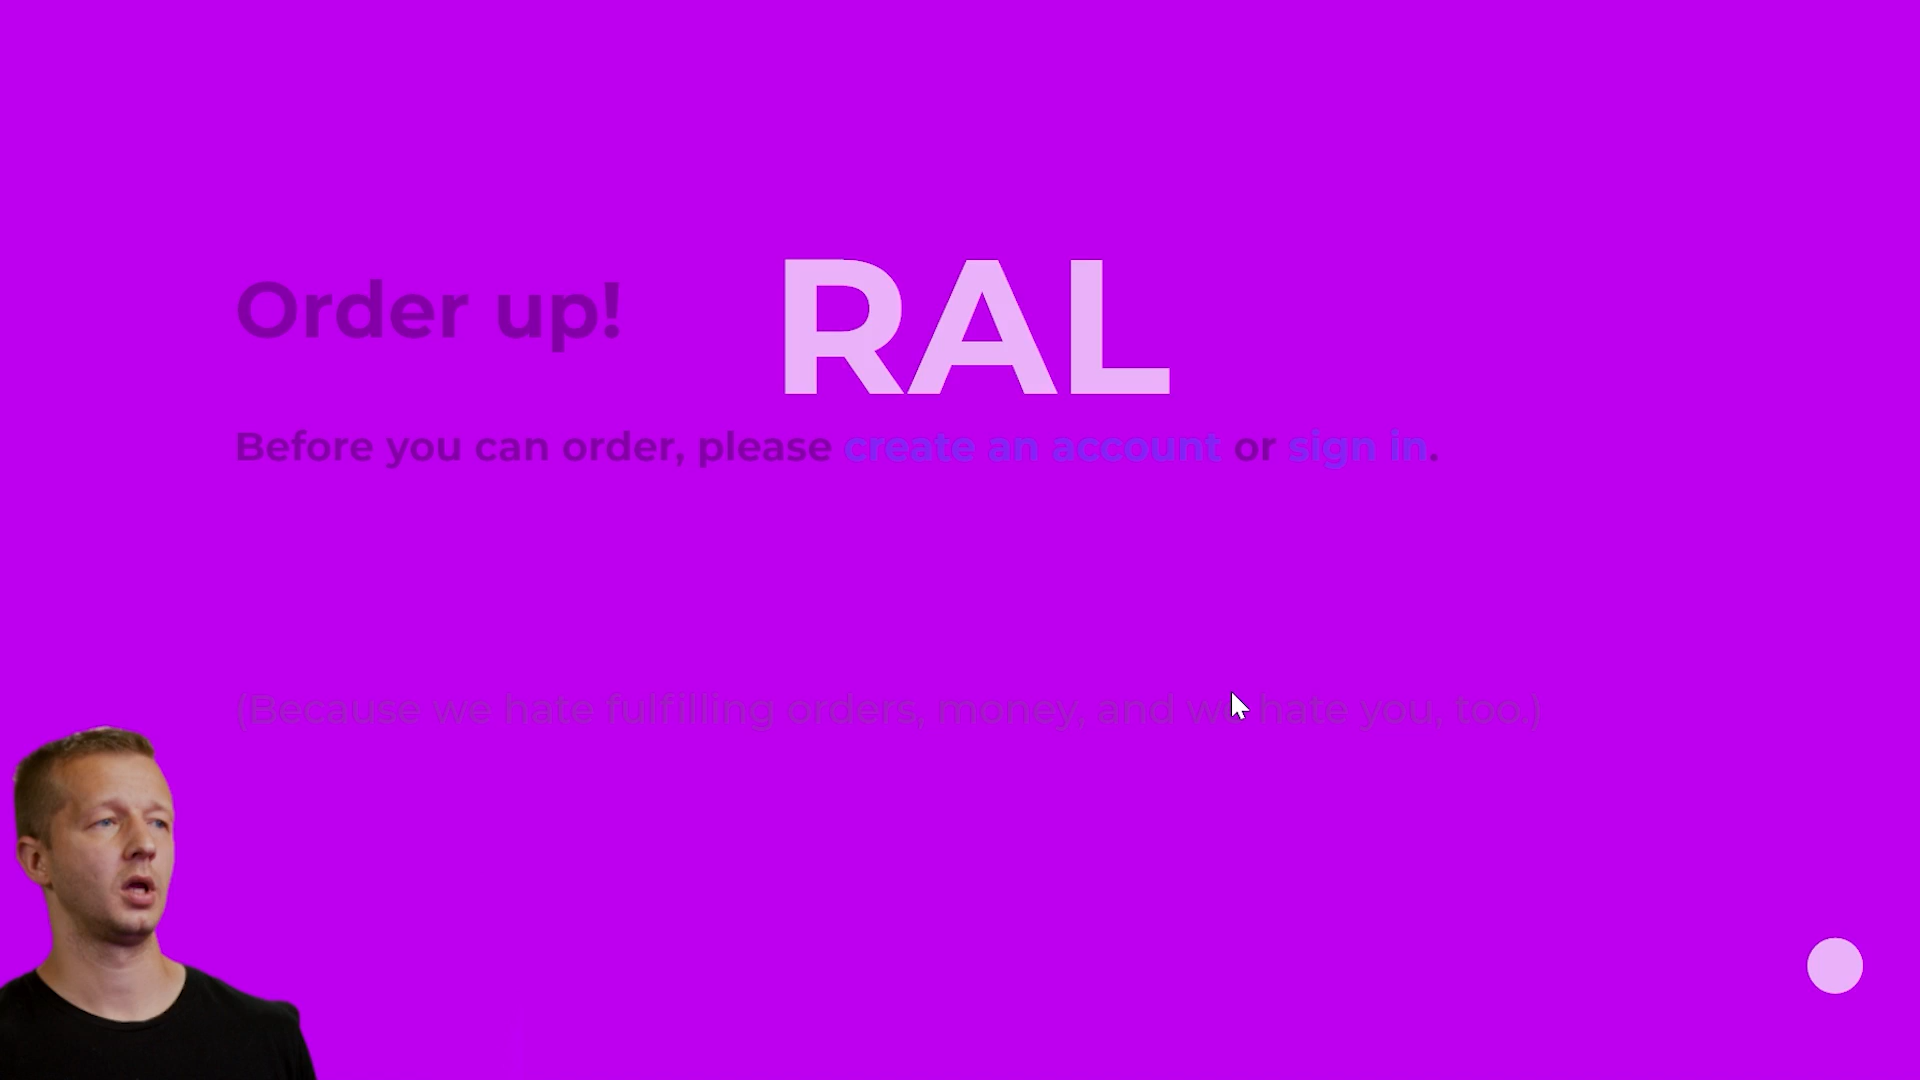 RAL
Order up!
Before you can order, please create an account or sign in.
(Because we hate fulfilling orders, money, and we hate you, too.)